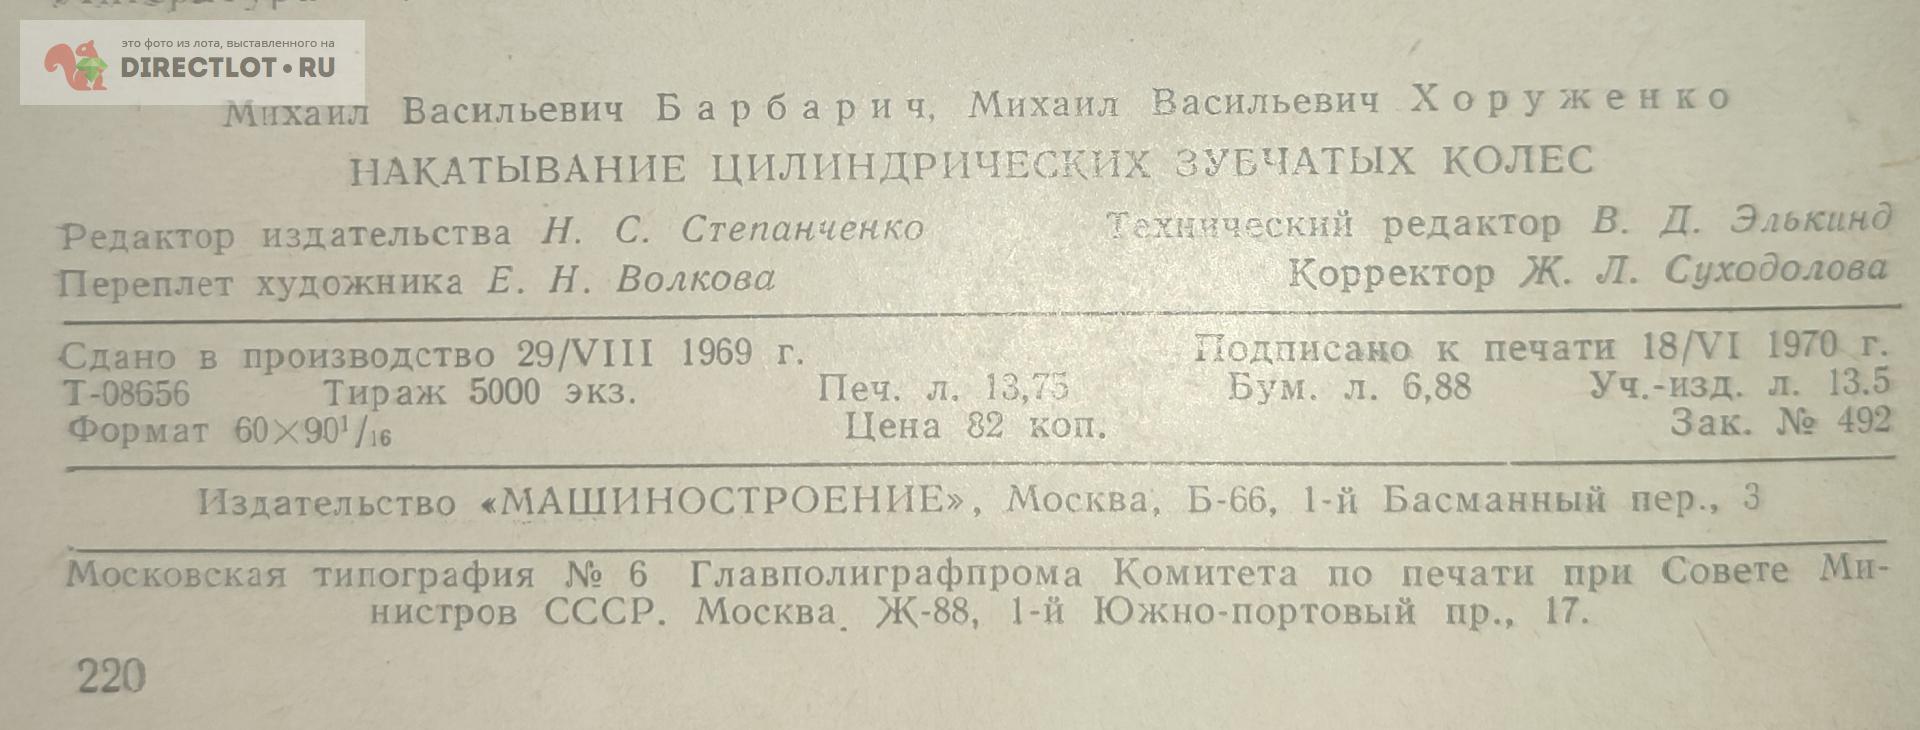 это фото из лота, выставленного на
DIRECTLOT•RU
Михаил Васильевич Барбарич, Михаил Васильевич Хоруженко
НАКАТЫВАНИЕ ЦИЛИНДРИЧЕСКИХ ЗУБЧАТЫХ КОЛЕС
Редактор издательства Н. С. Степанченко Технический редактор В. Д. Элькинд
Переплет художника Е. Н. Волкова Корректор Ж. Л. Суходолова
Сдано в производство 29/VIII 1969 г. Подписано к печати 18/VI 1970 г.
Т-08656 Тираж 5000 экз. Печ. л. 13,75 Бум. л. 6,88 Уч.-изд. л. 13.5
Формат 60×90¹/₁₆ Цена 82 коп. Зак. № 492
Издательство «МАШИНОСТРОЕНИЕ», Москва, Б-66, 1-й Басманный пер., 3
Московская типография № 6 Главполиграфпрома Комитета по печати при Совете Ми-
нистров СССР. Москва. Ж-88, 1-й Южно-портовый пр., 17.
220